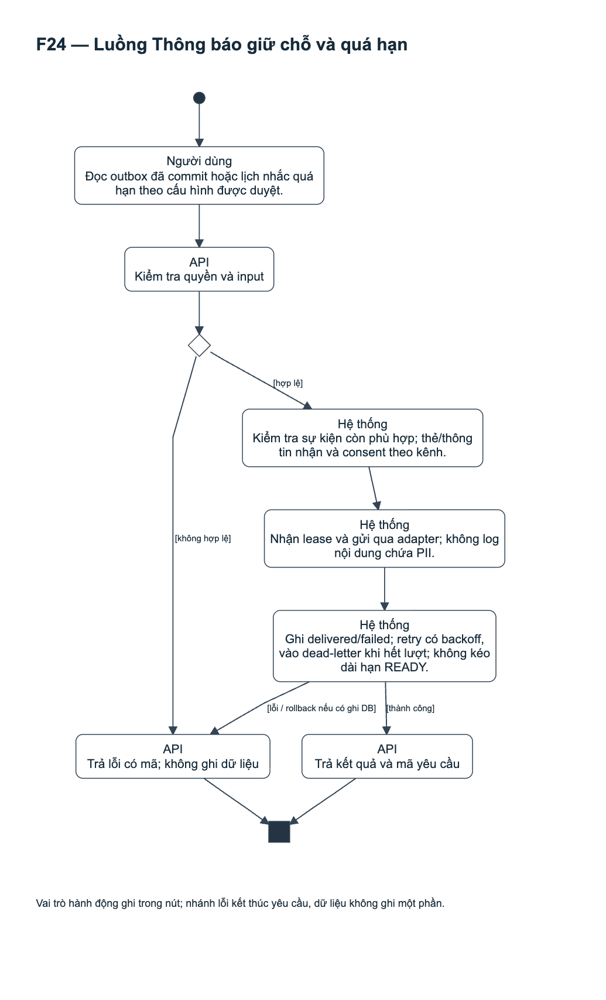 F24 — Luồng Thông báo giữ chỗ và quá hạn
Người dùng
Đọc outbox đã commit hoặc lịch nhắc quá
hạn theo cấu hình được duyệt.
API
Kiểm tra quyền và input
[hợp lệ]
Hệ thống
Kiểm tra sự kiện còn phù hợp; thẻ/thông
tin nhận và consent theo kênh.
Hệ thống
Nhận lease và gửi qua adapter; không log
nội dung chứa PII.
[không hợp lệ]
Hệ thống
Ghi delivered/failed; retry có backoff,
vào dead-letter khi hết lượt; không kéo
dài hạn READY.
[lỗi / rollback nếu có ghi DB]
[thành công]
API
Trả lỗi có mã; không ghi dữ liệu
API
Trả kết quả và mã yêu cầu
Vai trò hành động ghi trong nút; nhánh lỗi kết thúc yêu cầu, dữ liệu không ghi một phần.